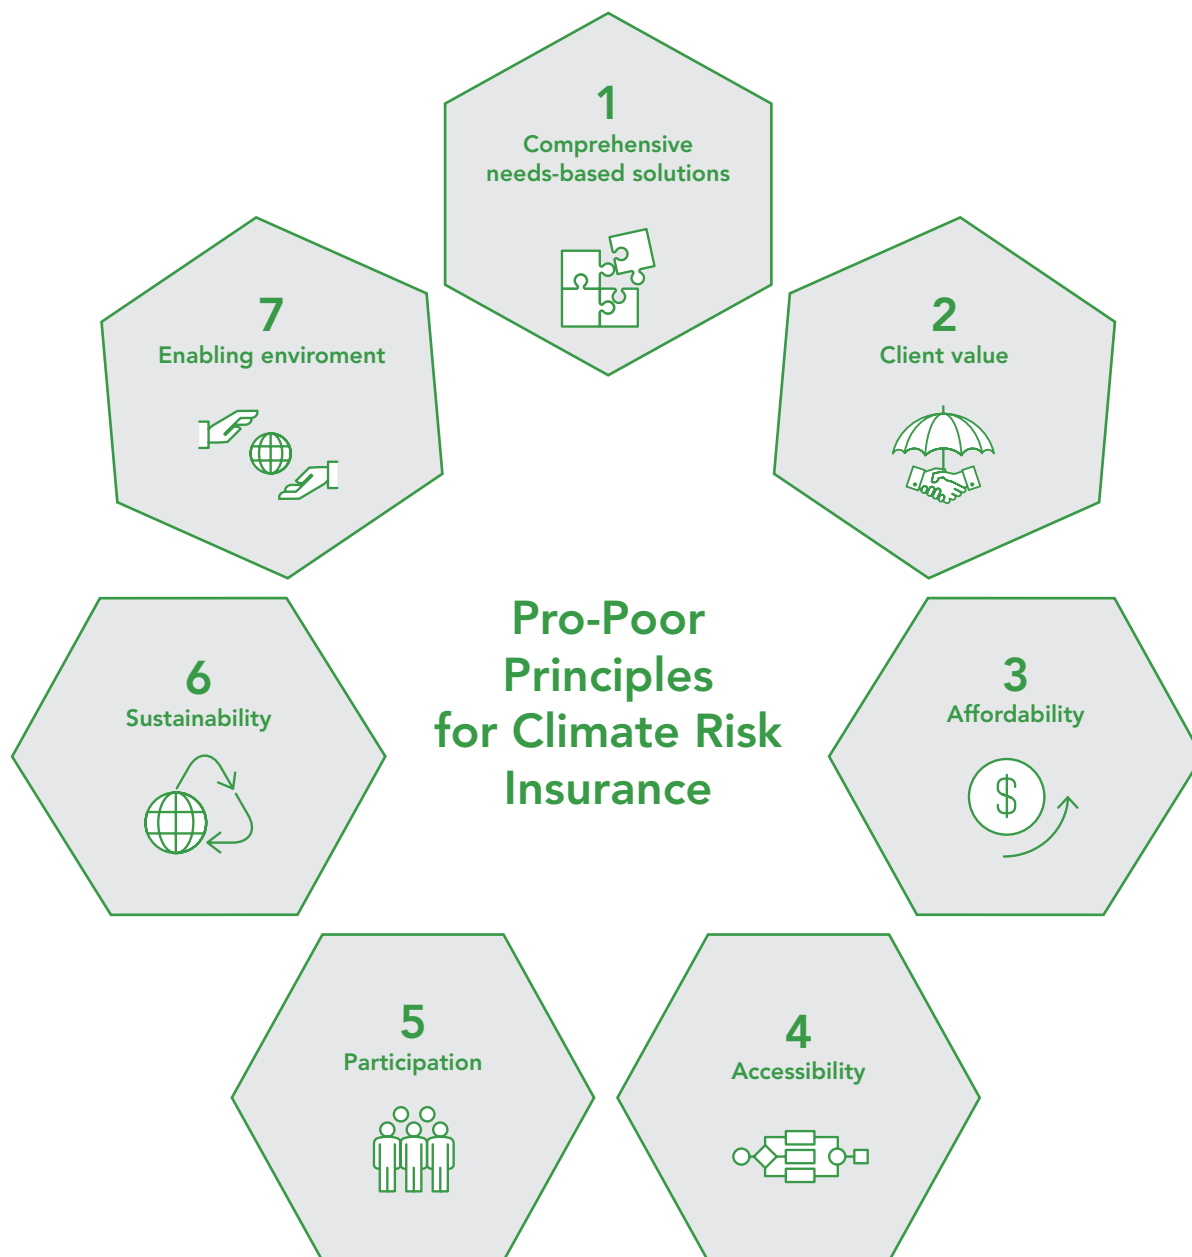 1
Comprehensive
needs-based solutions
2
Client value
3
Affordability
4
Accessibility
5
Participation
6
Sustainability
7
Enabling enviroment
Pro-Poor
Principles
for Climate Risk
Insurance
$